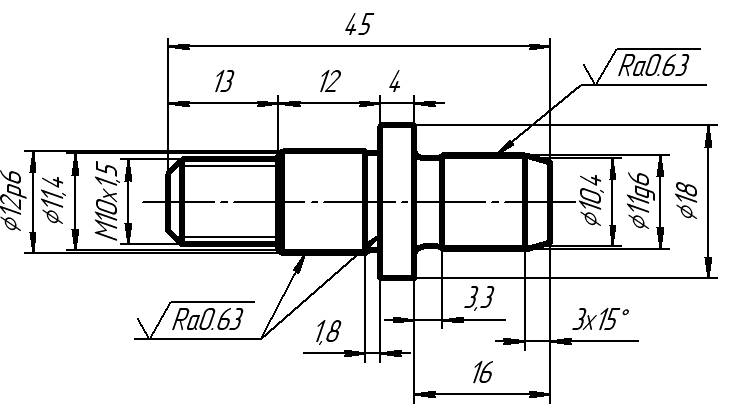 45
13
12
4
Ra0.63
⌀12p6
⌀11,4
M10x1,5
⌀10,4
⌀11g6
⌀18
Ra0.63
1,8
3,3
3x15°
16